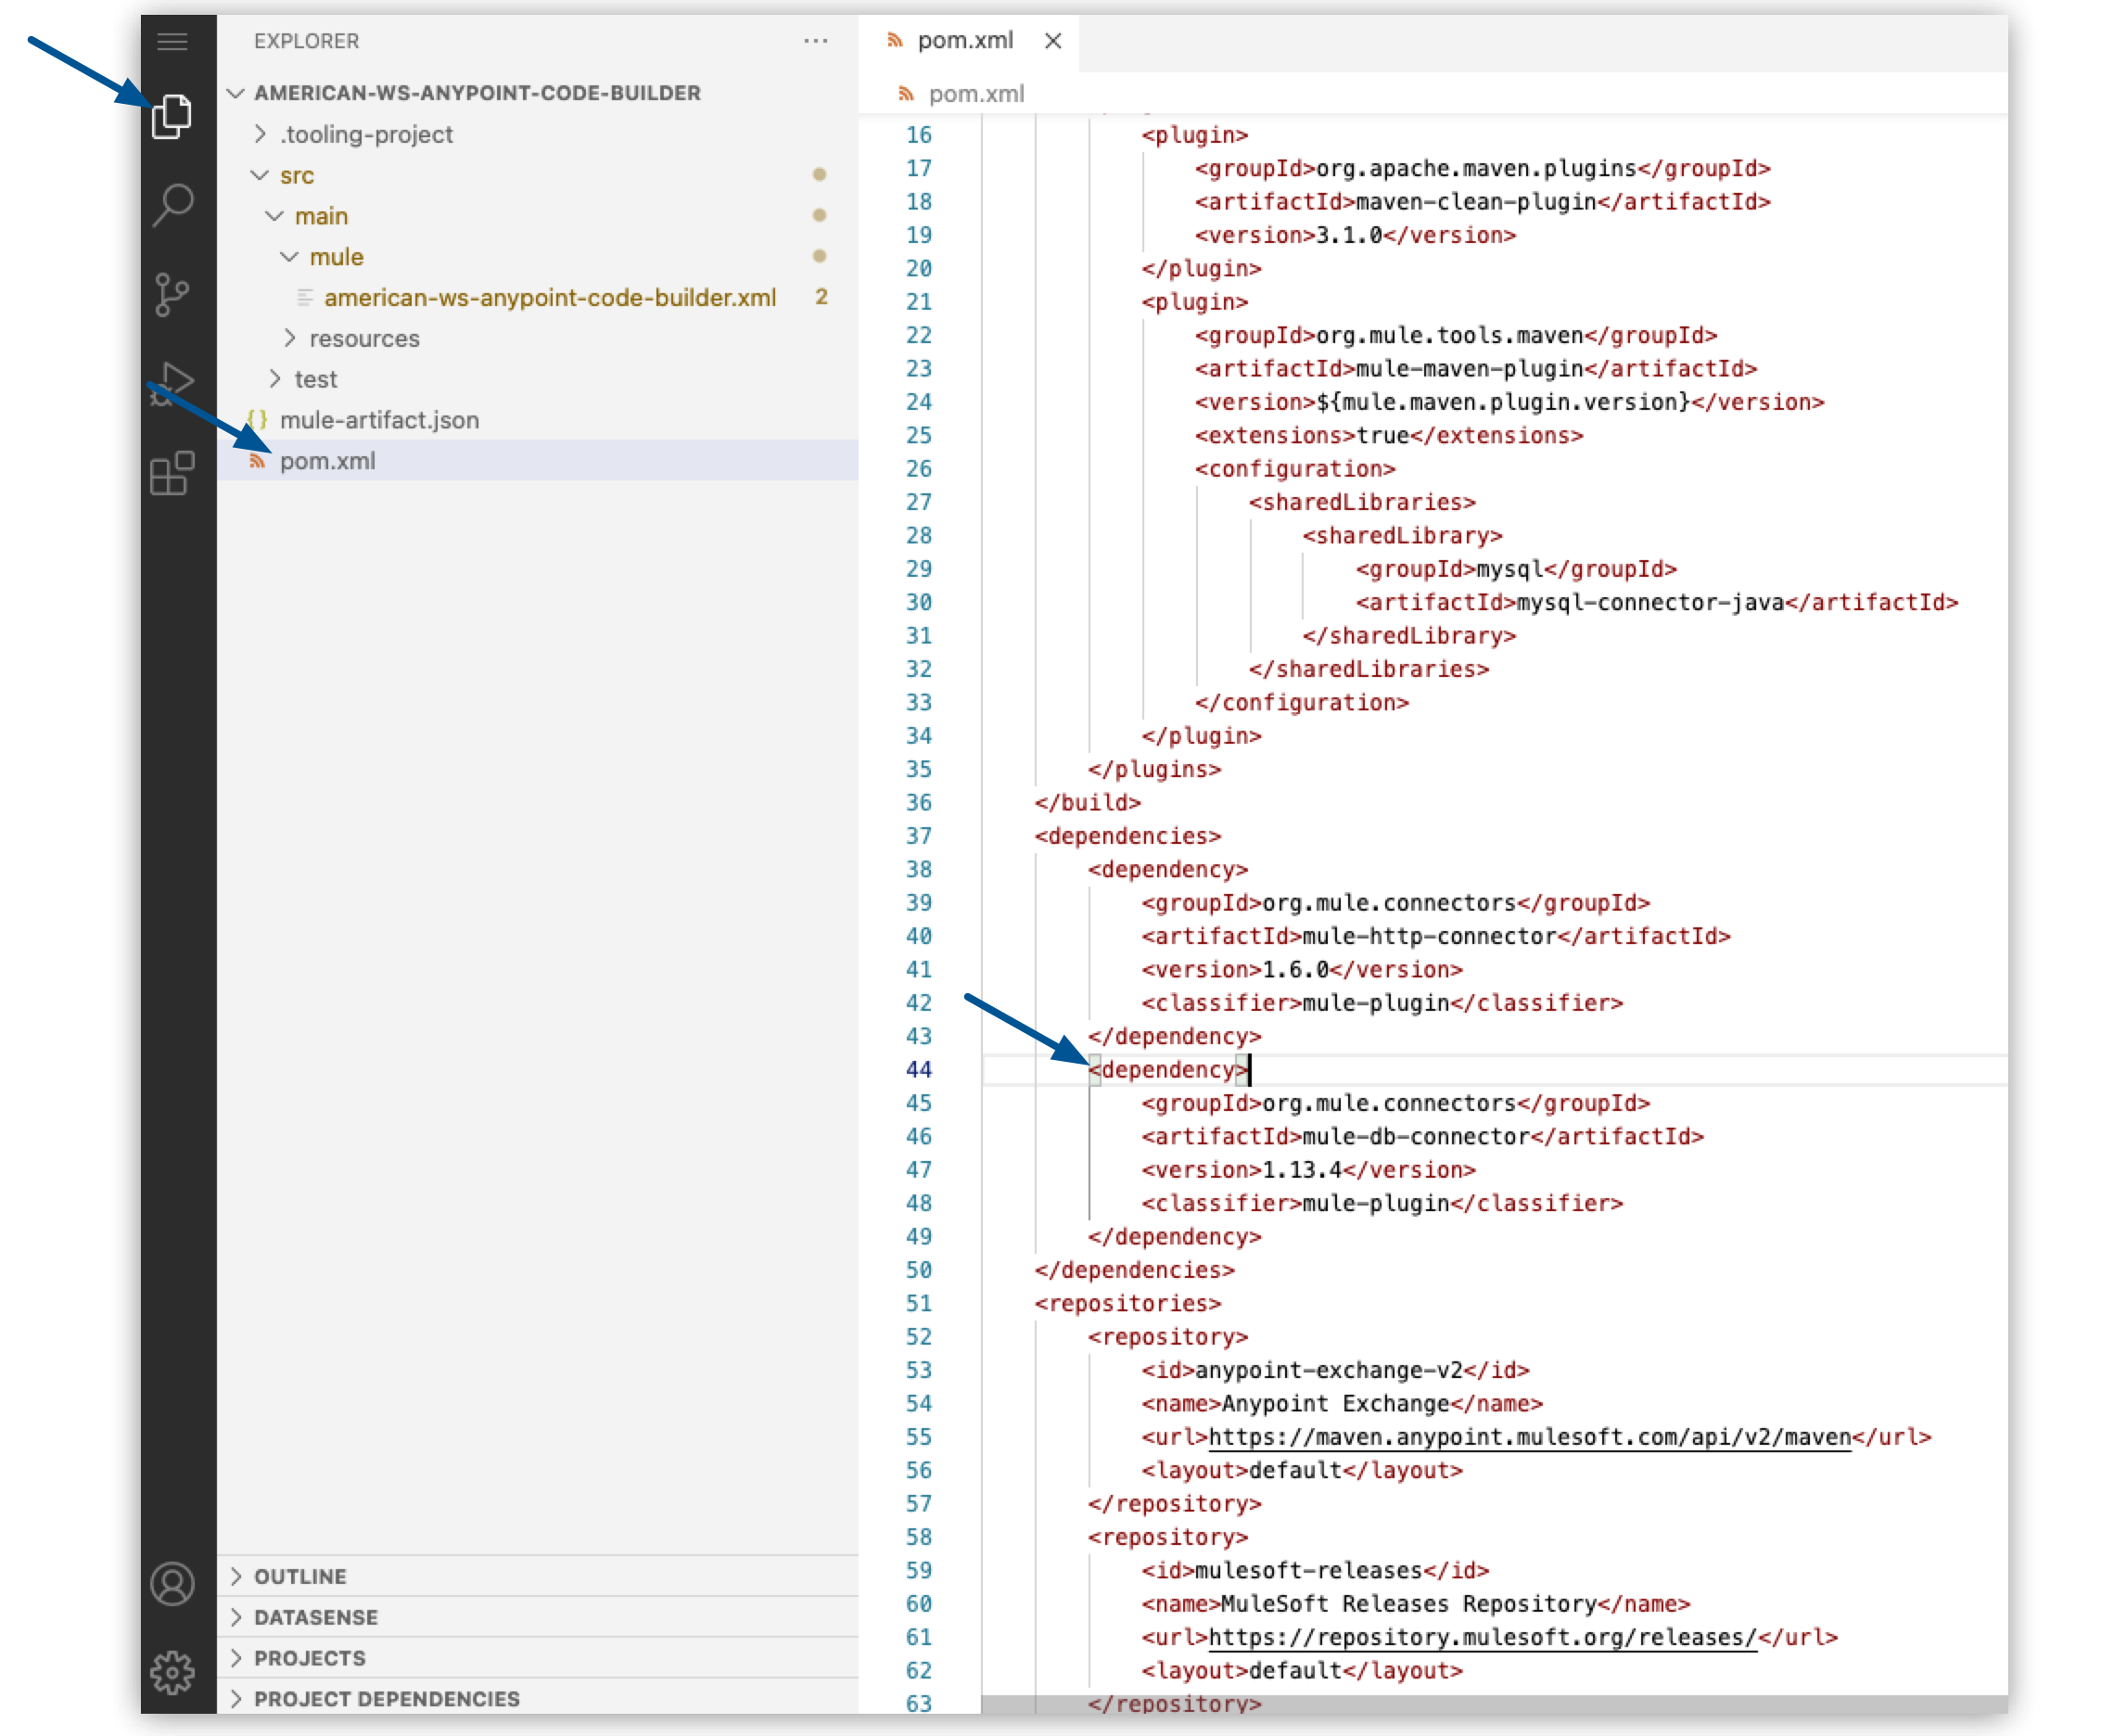 EXPLORER
AMERICAN-WS-ANYPOINT-CODE-BUILDER
.tooling-project
src
main
mule
american-ws-anypoint-code-builder.xml 2
resources
test
{} mule-artifact.json
pom.xml
OUTLINE
DATASENSE
PROJECTS
PROJECT DEPENDENCIES
pom.xml
pom.xml
16 <plugin>
17 <groupId>org.apache.maven.plugins</groupId>
18 <artifactId>maven-clean-plugin</artifactId>
19 <version>3.1.0</version>
20 </plugin>
21 <plugin>
22 <groupId>org.mule.tools.maven</groupId>
23 <artifactId>mule-maven-plugin</artifactId>
24 <version>${mule.maven.plugin.version}</version>
25 <extensions>true</extensions>
26 <configuration>
27 <sharedLibraries>
28 <sharedLibrary>
29 <groupId>mysql</groupId>
30 <artifactId>mysql-connector-java</artifactId>
31 </sharedLibrary>
32 </sharedLibraries>
33 </configuration>
34 </plugin>
35 </plugins>
36 </build>
37 <dependencies>
38 <dependency>
39 <groupId>org.mule.connectors</groupId>
40 <artifactId>mule-http-connector</artifactId>
41 <version>1.6.0</version>
42 <classifier>mule-plugin</classifier>
43 </dependency>
44 <dependency>
45 <groupId>org.mule.connectors</groupId>
46 <artifactId>mule-db-connector</artifactId>
47 <version>1.13.4</version>
48 <classifier>mule-plugin</classifier>
49 </dependency>
50 </dependencies>
51 <repositories>
52 <repository>
53 <id>anypoint-exchange-v2</id>
54 <name>Anypoint Exchange</name>
55 <url>https://maven.anypoint.mulesoft.com/api/v2/maven</url>
56 <layout>default</layout>
57 </repository>
58 <repository>
59 <id>mulesoft-releases</id>
60 <name>MuleSoft Releases Repository</name>
61 <url>https://repository.mulesoft.org/releases/</url>
62 <layout>default</layout>
63 </repository>